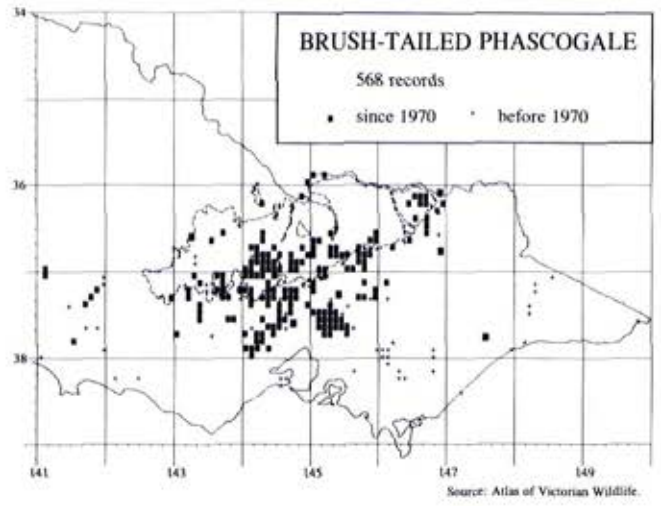 34
BRUSH-TAILED PHASCOGALE
568 records
since 1970 before 1970
36
38
141 143 145 147 149
Source: Atlas of Victorian Wildlife.